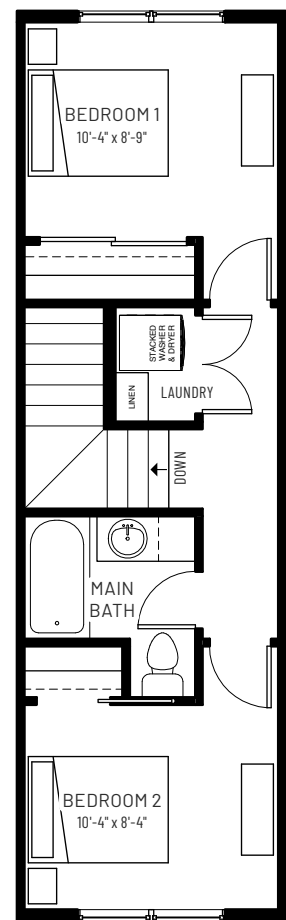 BEDROOM 1
10'-4" x 8'-9"
STACKED
WASHER
& DRYER
LINEN
LAUNDRY
DOWN
MAIN
BATH
BEDROOM 2
10'-4" x 8'-4"